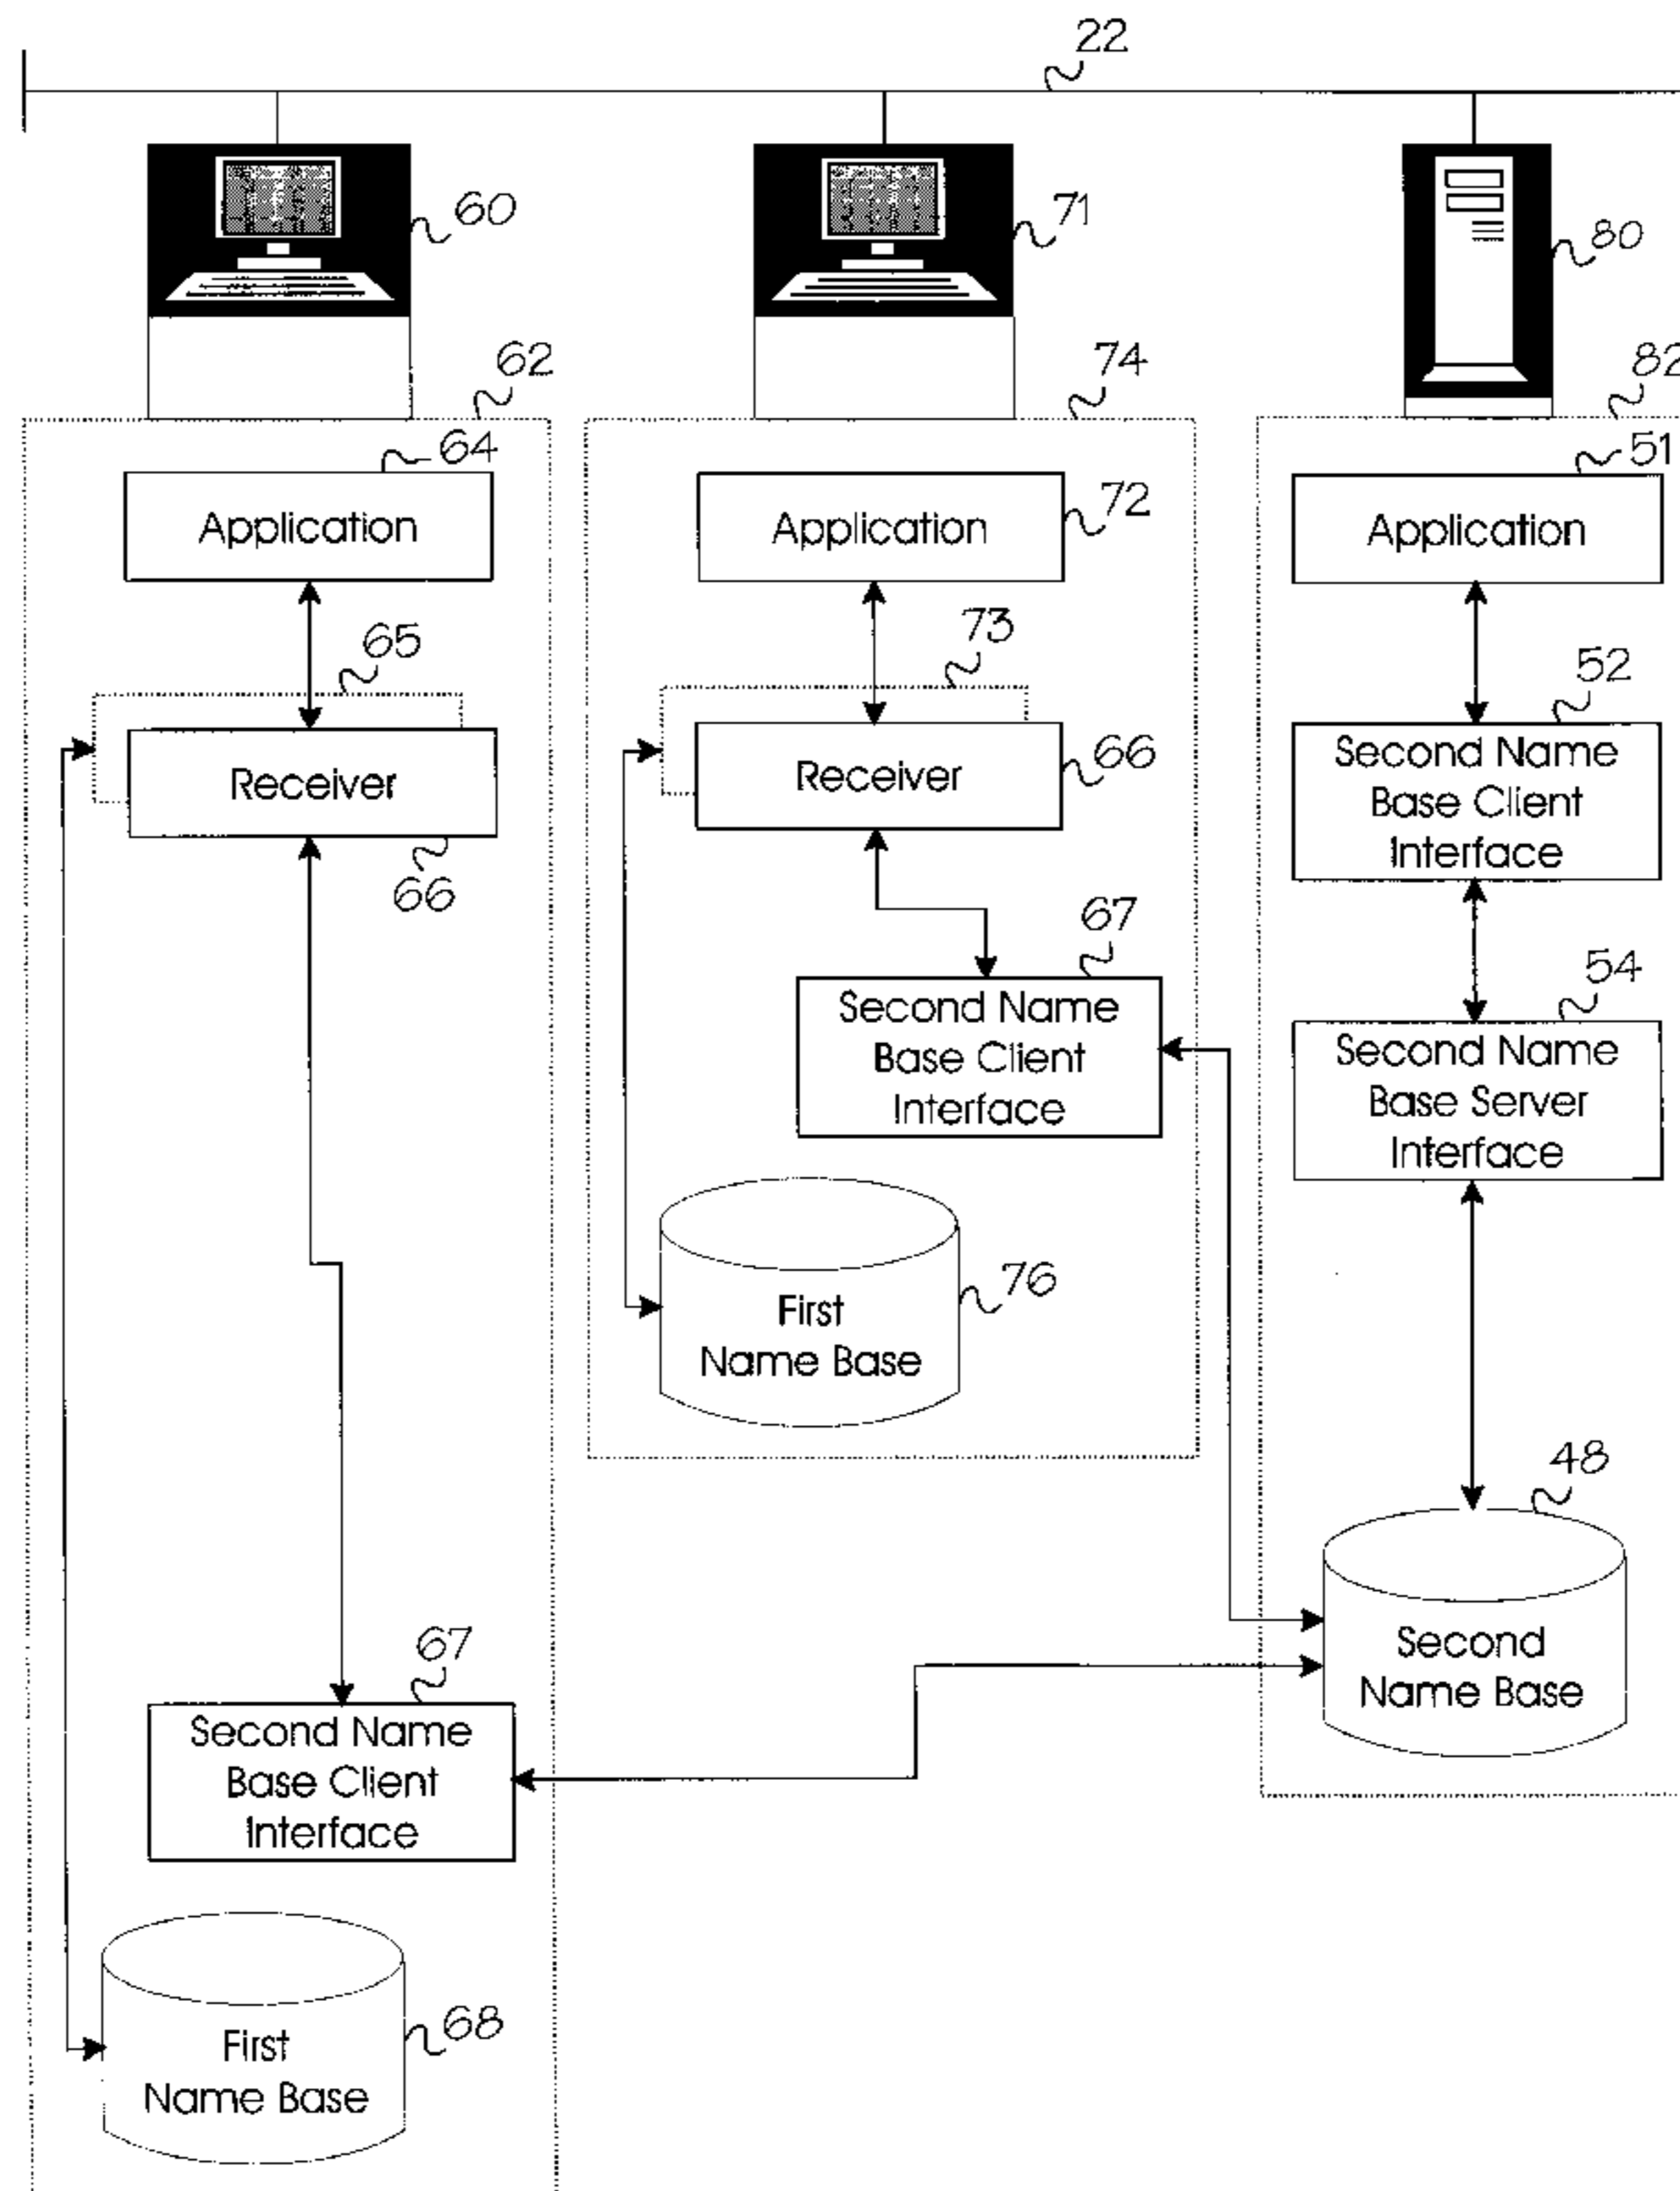 22
60
71
80
62
74
82
64
Application
72
Application
51
Application
65
Receiver
66
73
Receiver
66
52
Second Name
Base Client
Interface
67
Second Name
Base Client
Interface
54
Second Name
Base Server
Interface
76
First
Name Base
48
Second
Name Base
67
Second Name
Base Client
Interface
68
First
Name Base